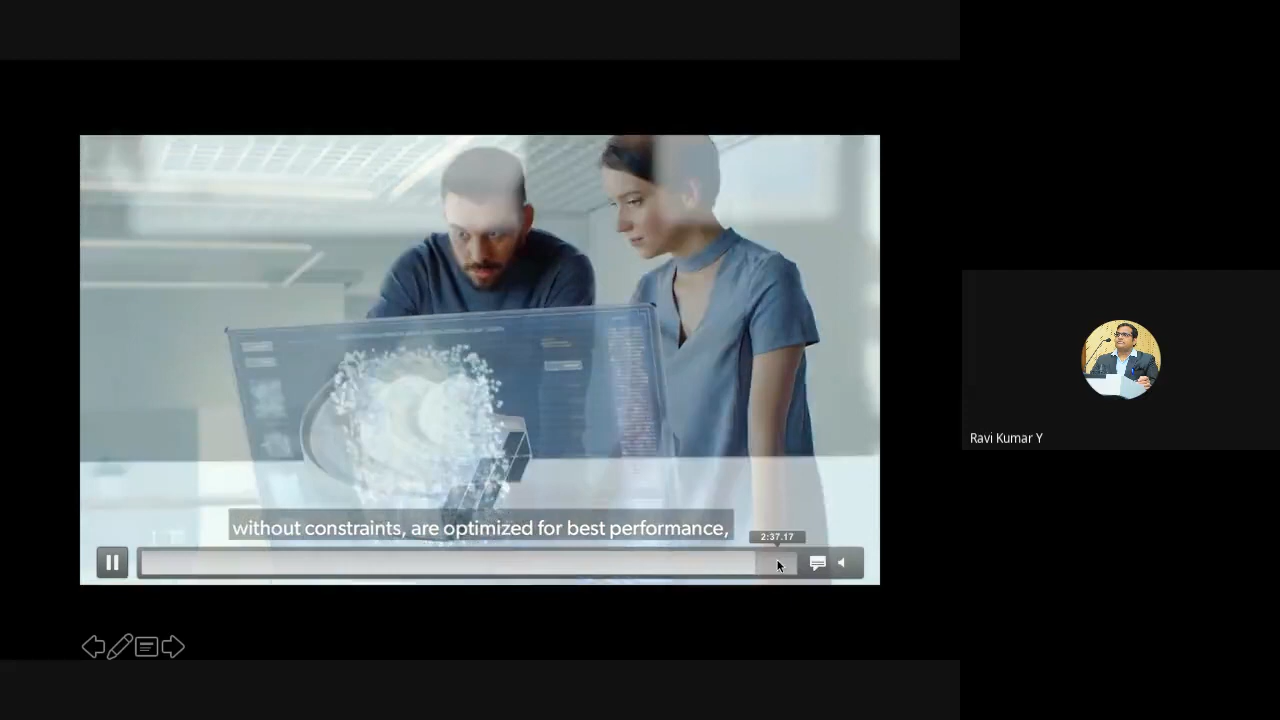 without constraints, are optimized for best performance,
2:37.17
Ravi Kumar Y